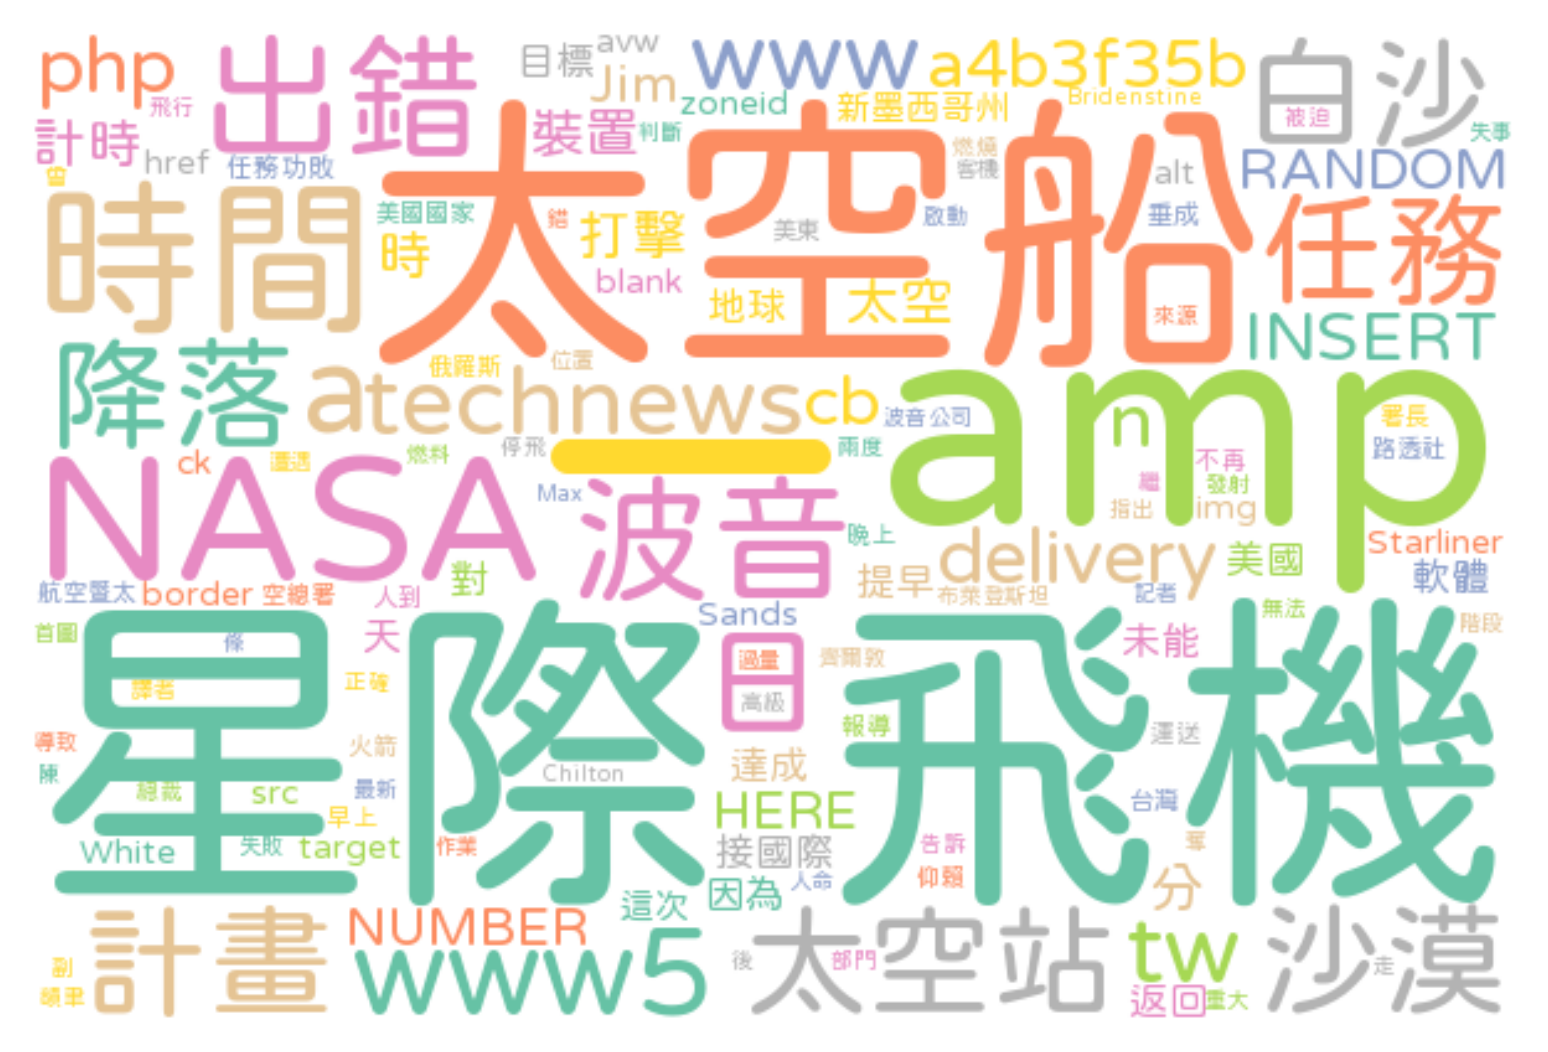 php
出錯
目標
avw
www
a4b3f35b
白沙
飛行
Jim
zoneid
新墨西哥州
Bridenstine
被迫
失事
計時
href
任務功敗
裝置
判斷
太空船
燃燒
客機
alt
RANDOM
時間
美國國家
錯
打擊
美東
啟動
垂成
任務
時
blank
地球
太空
來源
INSERT
降落
俄羅斯
位置
atechnews
cb
波音公司
amp
n
署長
路透社
ck
遭遇
燃料
停飛
一
兩度
不再
繼
發射
NASA
Max
波音
晚上
指出
img
delivery
美國
Starliner
軟體
航空暨太
border
空總署
人到
對
提早
布萊登斯坦
記者
Sands
無法
階段
首圖
條
天
日
過量
高級
齊爾敦
未能
星際飛機
譯者
正確
報導
運送
導致
陳
火箭
Chilton
達成
總裁
src
最新
HERE
台灣
早上
White
失敗
target
作業
接國際
告訴
奪
因為
人命
仰賴
分
這次
計畫
NUMBER
www5
後
太空站
部門
tw
沙漠
走
副
頓聿
返回
重大